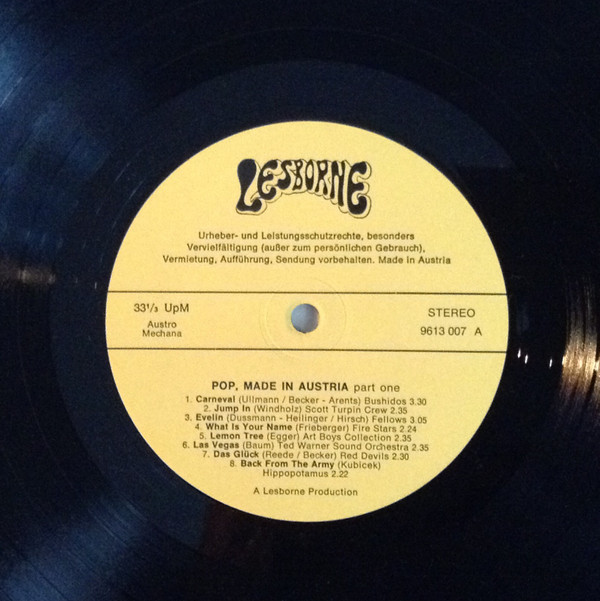 LESBORNE
Urheber- und Leistungsschutzrechte, besonders
Vervielfältigung (außer zum persönlichen Gebrauch),
Vermietung, Aufführung, Sendung vorbehalten. Made in Austria
33 1/3 UpM
Austro
Mechana
STEREO
9613 007 A
POP, MADE IN AUSTRIA part one
1. Carneval (Ullmann / Becker - Arents) Bushidos 3.30
2. Jump In (Windholz) Scott Turpin Crew 2.35
3. Evelin (Dussmann - Heilinger / Hirsch) Fellows 3.05
4. What Is Your Name (Frieberger) Fire Stars 2.24
5. Lemon Tree (Egger) Art Boys Collection 2.35
6. Las Vegas (Baum) Ted Warner Sound Orchestra 2.35
7. Das Glück (Reede / Becker) Red Devils 2.30
8. Back From The Army (Kubicek)
Hippopotamus 2.22
A Lesborne Production